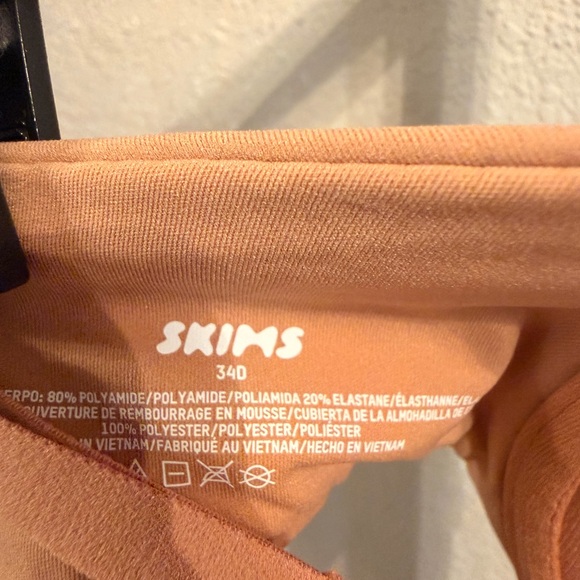 SKIMS
34D
ERPO: 80% POLYAMIDE/POLYAMIDE/POLIAMIDA 20% ELASTANE/ÉLASTHANNE/
OUVERTURE DE REMBOURRAGE EN MOUSSE/CUBIERTA DE LA ALMOHADILLA DE
100% POLYESTER/POLYESTER/POLIÉSTER
IN VIETNAM/FABRIQUÉ AU VIETNAM/HECHO EN VIETNAM